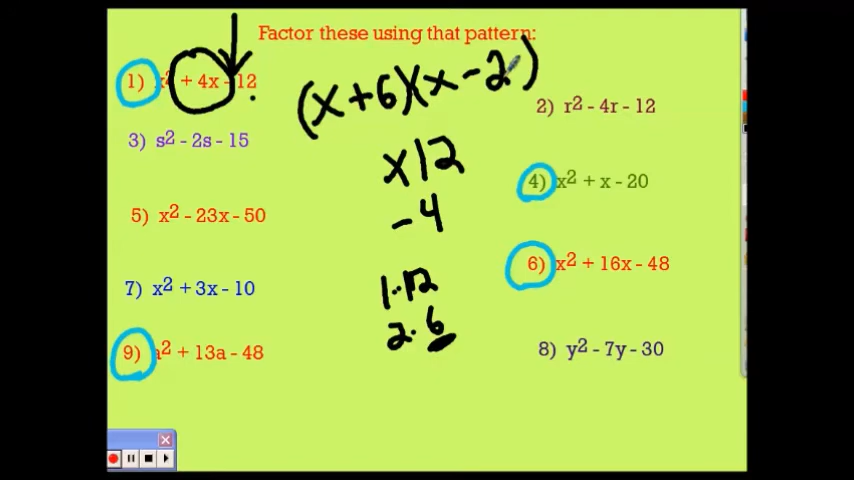 Factor these using that pattern:
1) x² + 4x - 12
(x+6)(x-2)
2) r² - 4r - 12
3) s² - 2s - 15
x12
4) x² + x - 20
5) x² - 23x - 50
-4
6) x² + 16x - 48
7) x² + 3x - 10
1·12
2·6
9) a² + 13a - 48
8) y² - 7y - 30